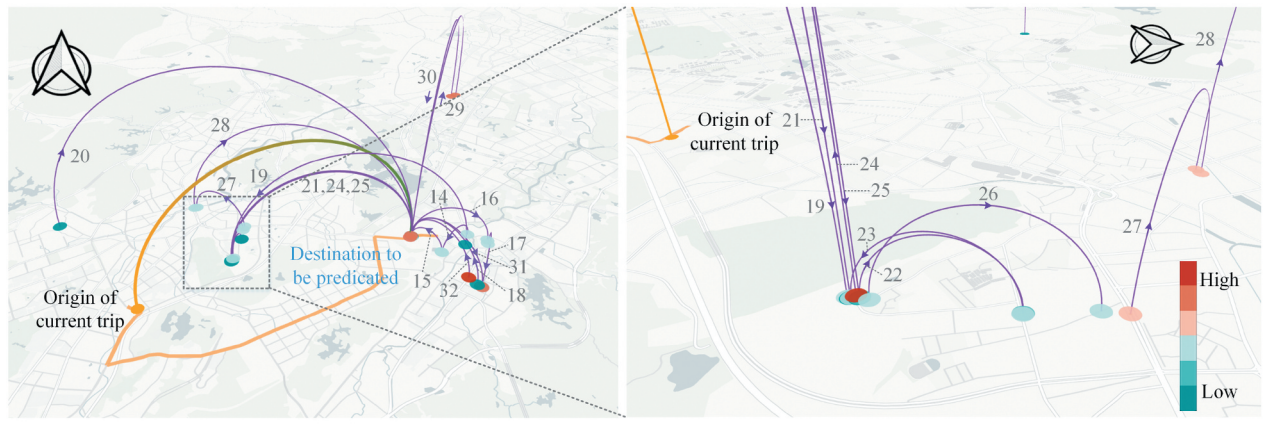 30
29
28
20
19
27
21,24,25
14
16
17
Destination to
be predicated
31
15
32
18
Origin of
current trip
28
Origin of
current trip
21
24
25
19
26
23
22
27
High
Low